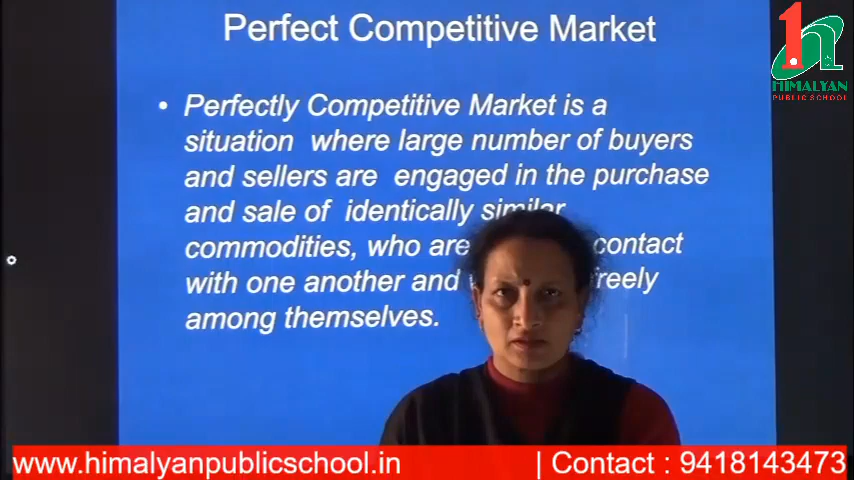 Perfect Competitive Market
• Perfectly Competitive Market is a
situation where large number of buyers
and sellers are engaged in the purchase
and sale of identically similar
commodities, who are contact
with one another and freely
among themselves.
1h
HIMALYAN
PUBLIC SCHOOL
www.himalyanpublicschool.in | Contact : 9418143473